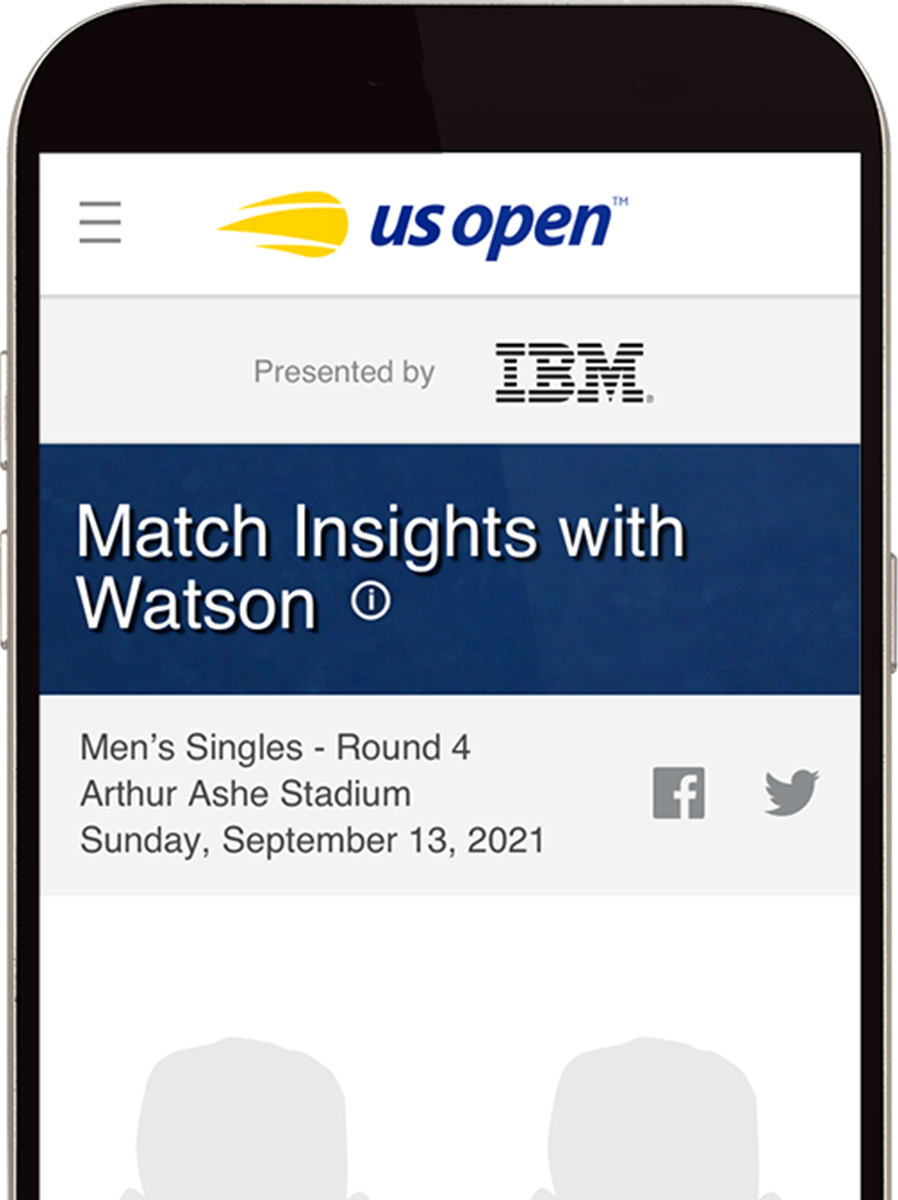 us open™
Presented by IBM®
Match Insights with
Watson ⓘ
Men’s Singles - Round 4
Arthur Ashe Stadium
Sunday, September 13, 2021